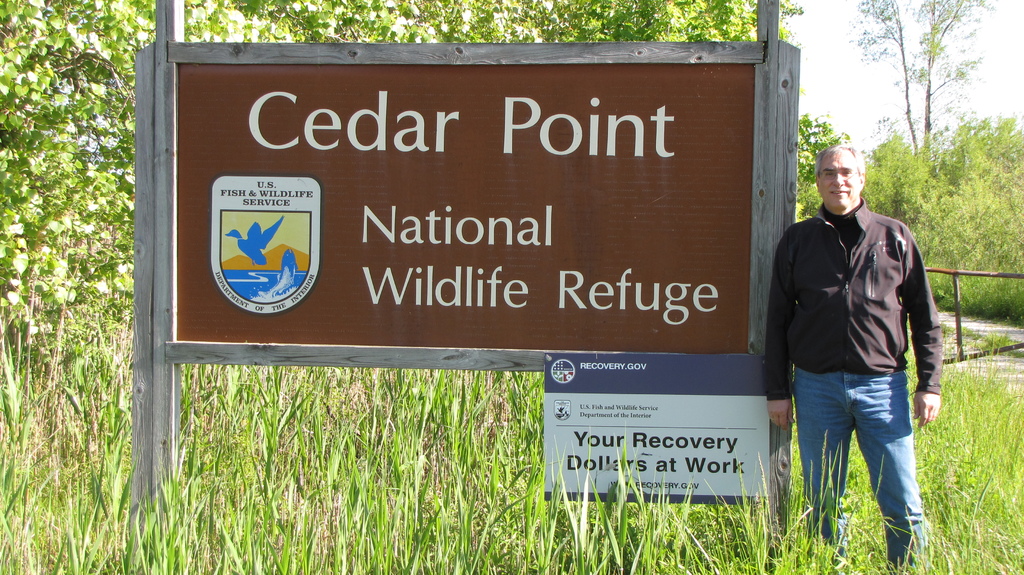 Cedar Point
National
Wildlife Refuge
U.S.
FISH & WILDLIFE
SERVICE
DEPARTMENT OF THE INTERIOR
RECOVERY.GOV
U.S. Fish and Wildlife Service
Department of the Interior
Your Recovery
Dollars at Work
WWW.RECOVERY.GOV